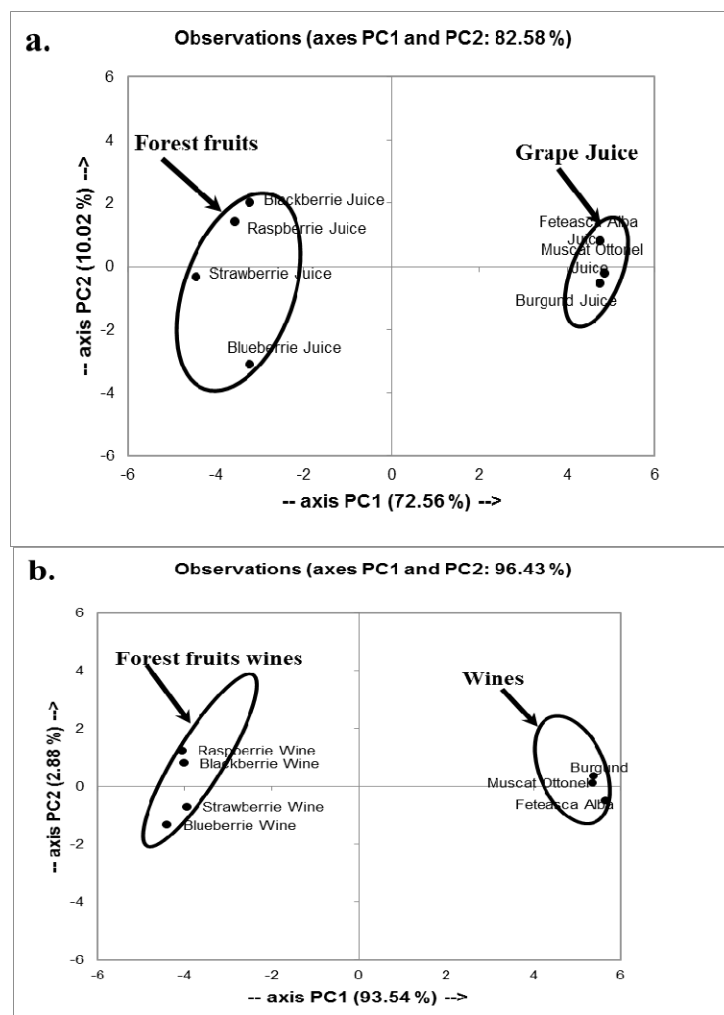 a.
Observations (axes PC1 and PC2: 82.58 %)
6
4
2
0
-2
-4
-6
-- axis PC2 (10.02 %) -->
Forest fruits
Grape Juice
Blackberrie Juice
Raspberrie Juice
Strawberrie Juice
Blueberrie Juice
Feteasca Alba
Juice
Muscat Ottonel
Juice
Burgund Juice
-6 -4 -2 0 2 4 6
-- axis PC1 (72.56 %) -->
b.
Observations (axes PC1 and PC2: 96.43 %)
6
4
2
0
-2
-4
-6
-- axis PC2 (2.88 %) -->
Forest fruits wines
Wines
Raspberrie Wine
Blackberrie Wine
Strawberrie Wine
Blueberrie Wine
Burgund
Muscat Ottonel
Feteasca Alba
-6 -4 -2 0 2 4 6
-- axis PC1 (93.54 %) -->